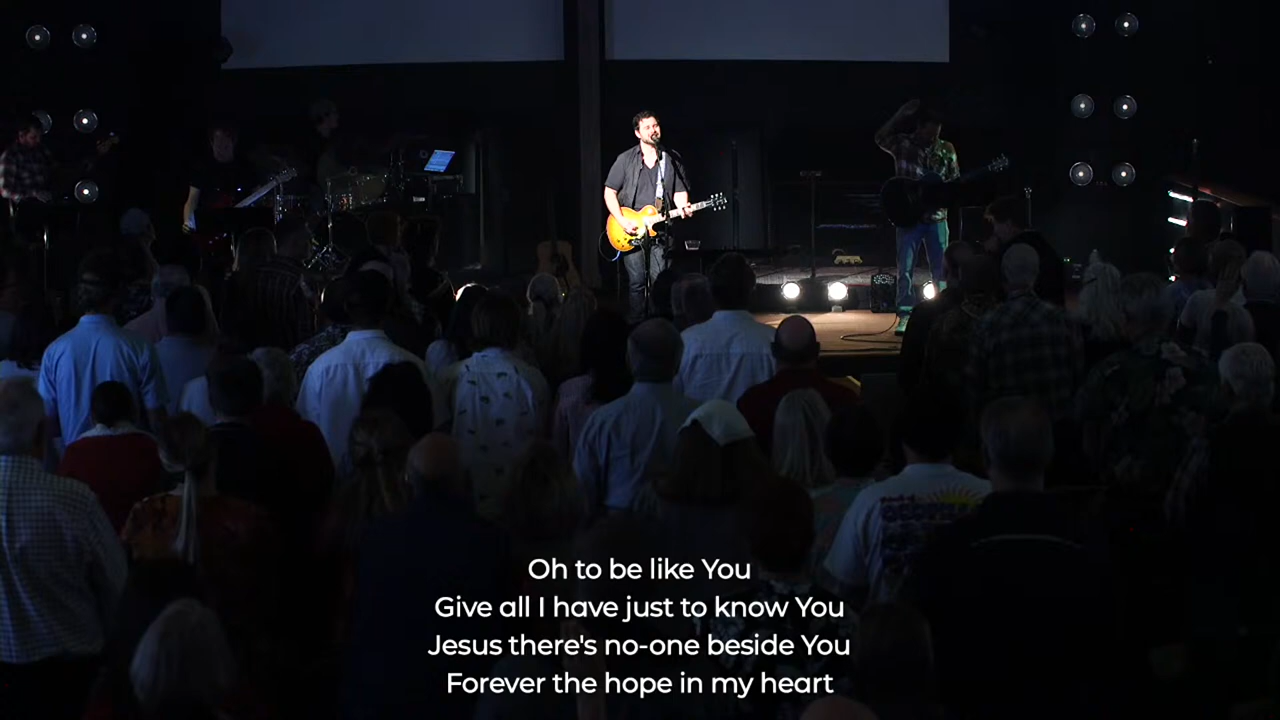 Oh to be like You
Give all I have just to know You
Jesus there's no-one beside You
Forever the hope in my heart